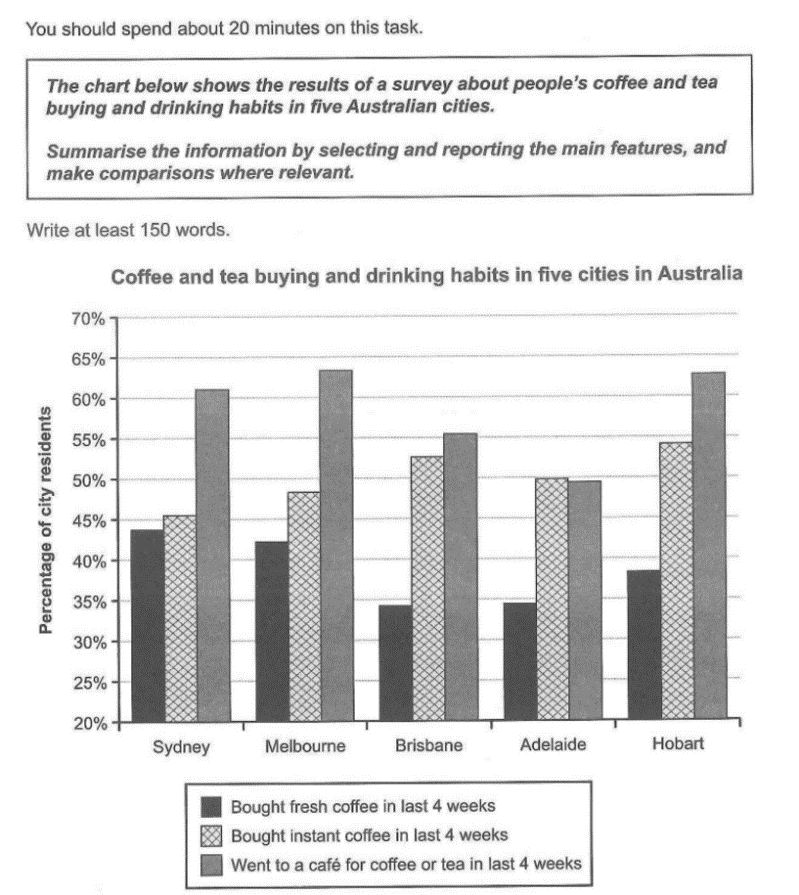 You should spend about 20 minutes on this task.
The chart below shows the results of a survey about people's coffee and tea
buying and drinking habits in five Australian cities.
Summarise the information by selecting and reporting the main features, and
make comparisons where relevant.
Write at least 150 words.
Coffee and tea buying and drinking habits in five cities in Australia
Percentage of city residents
70%
65%
60%
55%
50%
45%
40%
35%
30%
25%
20%
Sydney Melbourne Brisbane Adelaide Hobart
Bought fresh coffee in last 4 weeks
Bought instant coffee in last 4 weeks
Went to a café for coffee or tea in last 4 weeks